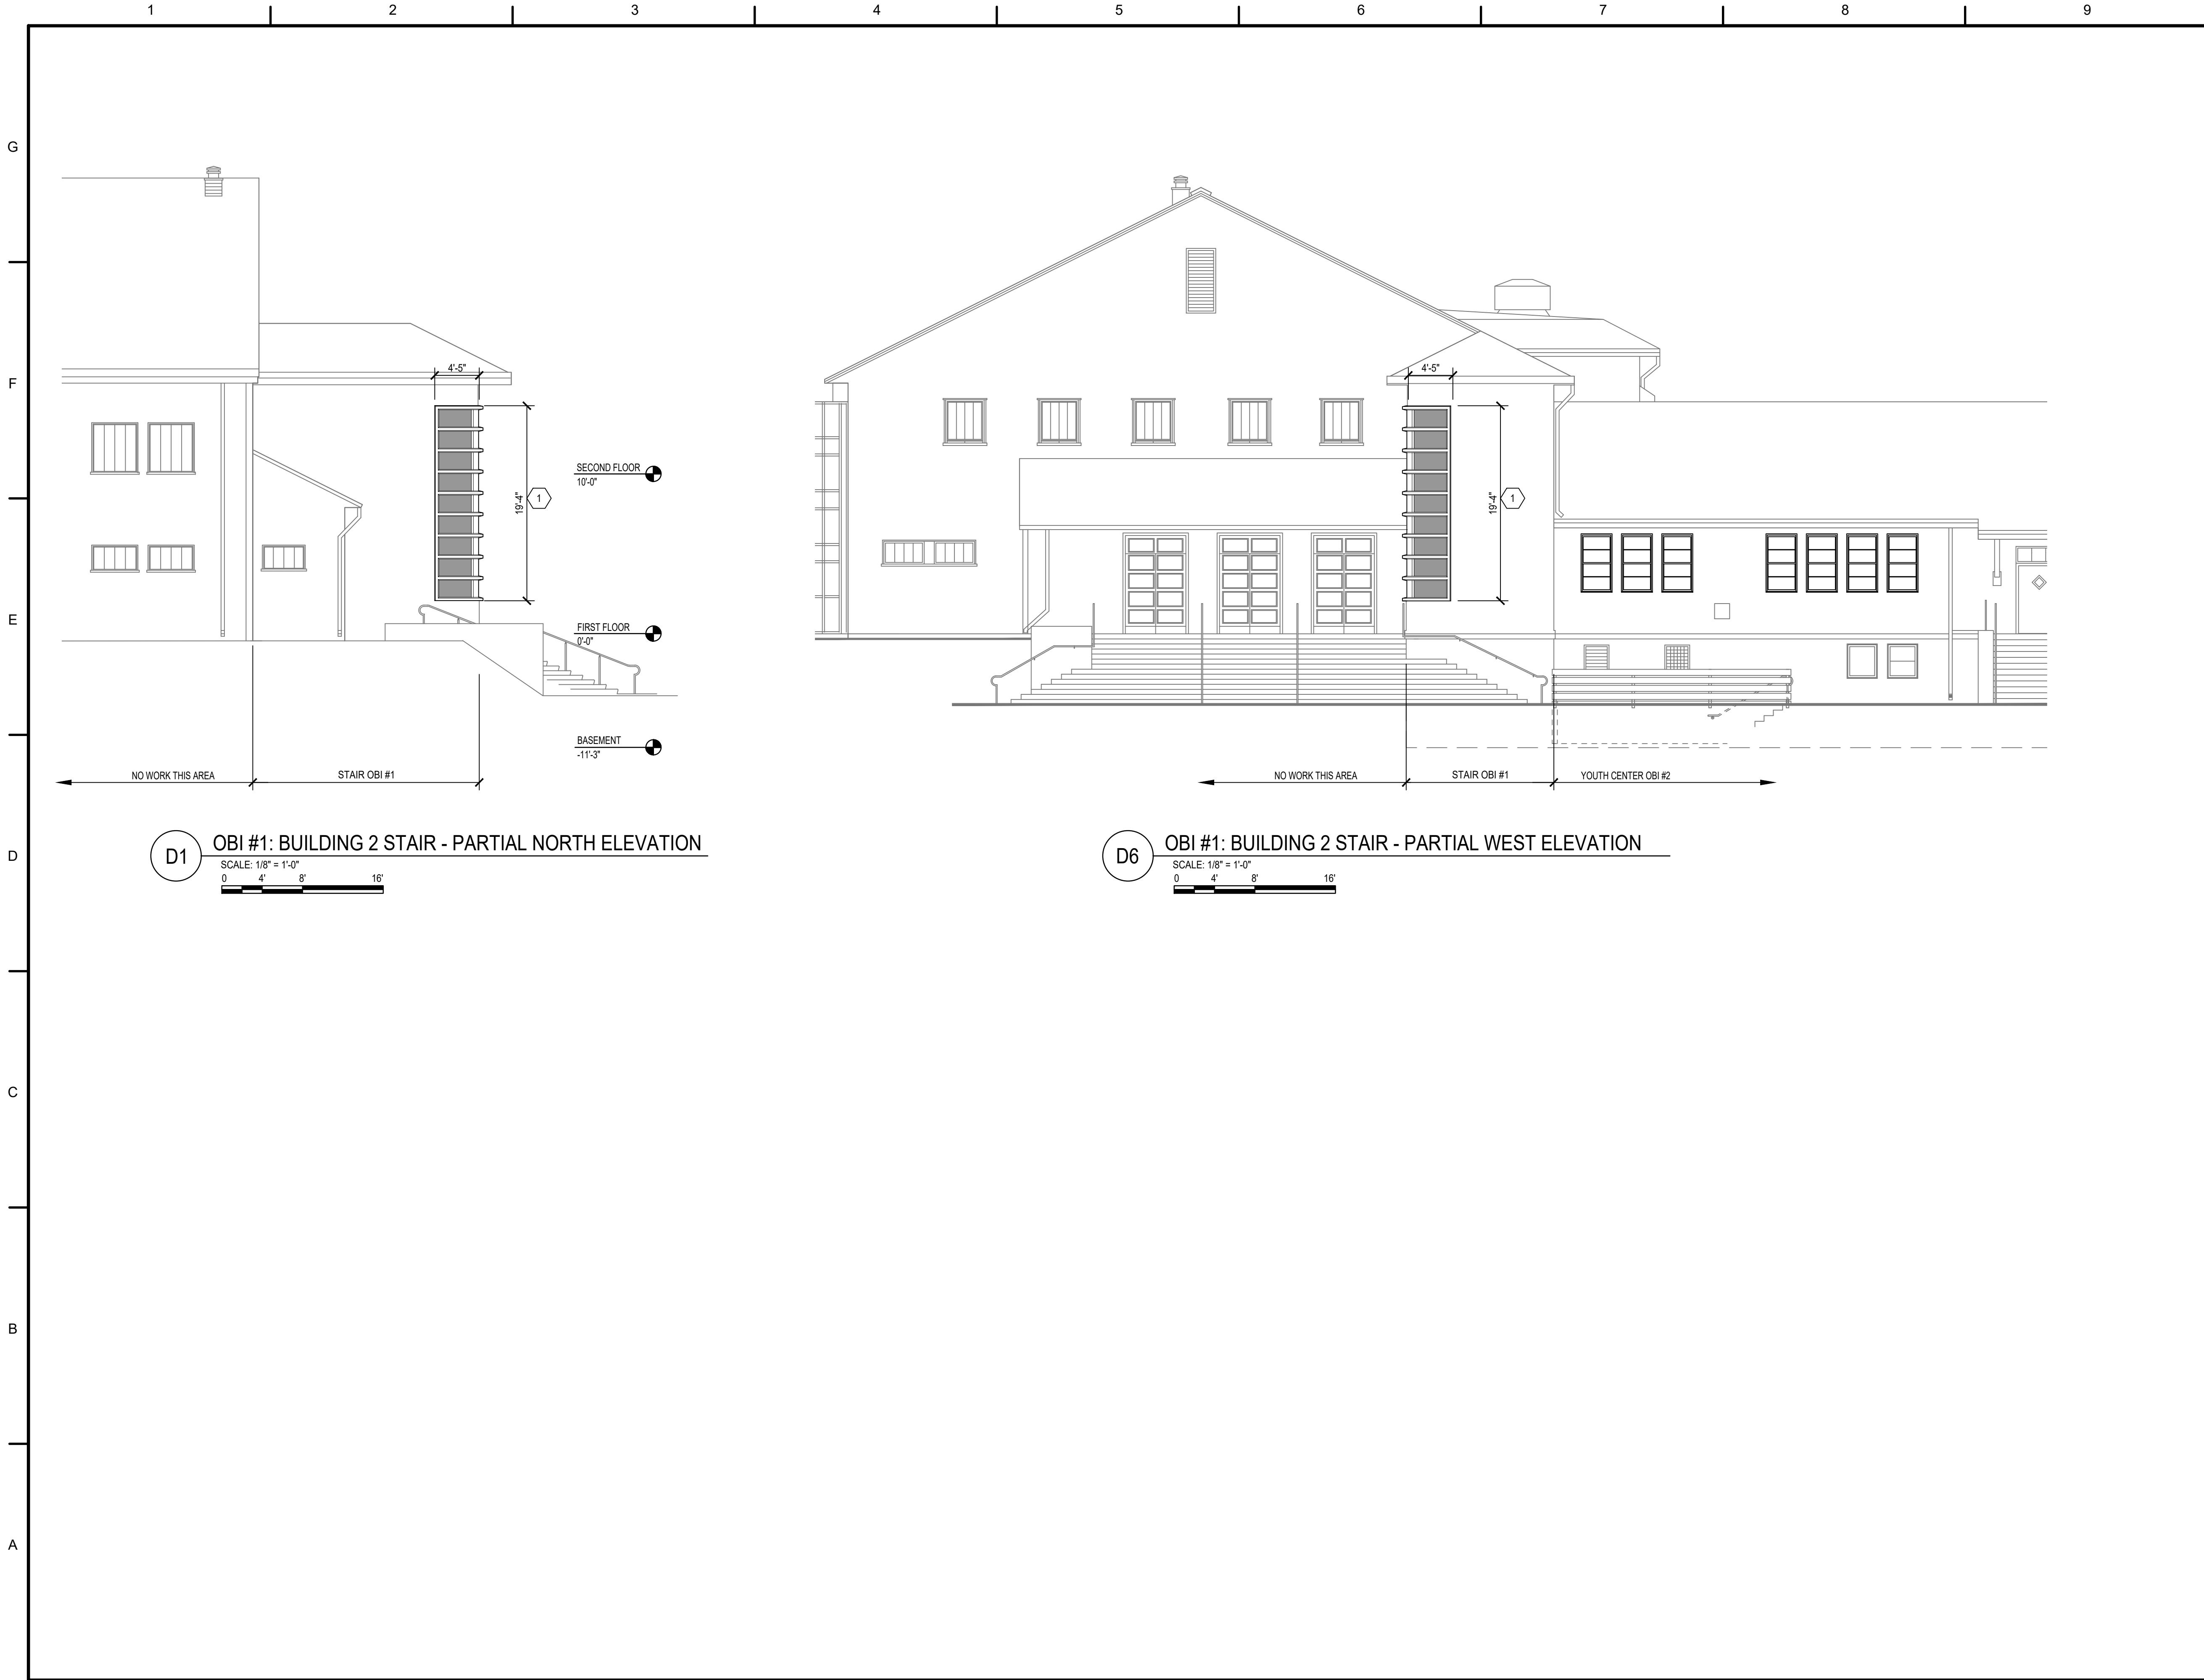 1 2 3 4 5 6 7 8 9
G
F
4'-5"
4'-5"
SECOND FLOOR
10'-0"
19'-4"
1
19'-4"
1
E
FIRST FLOOR
0'-0"
BASEMENT
-11'-3"
NO WORK THIS AREA
STAIR OBI #1
NO WORK THIS AREA
STAIR OBI #1
YOUTH CENTER OBI #2
D
D1
OBI #1: BUILDING 2 STAIR - PARTIAL NORTH ELEVATION
SCALE: 1/8" = 1'-0"
0 4' 8' 16'
D6
OBI #1: BUILDING 2 STAIR - PARTIAL WEST ELEVATION
SCALE: 1/8" = 1'-0"
0 4' 8' 16'
C
B
A